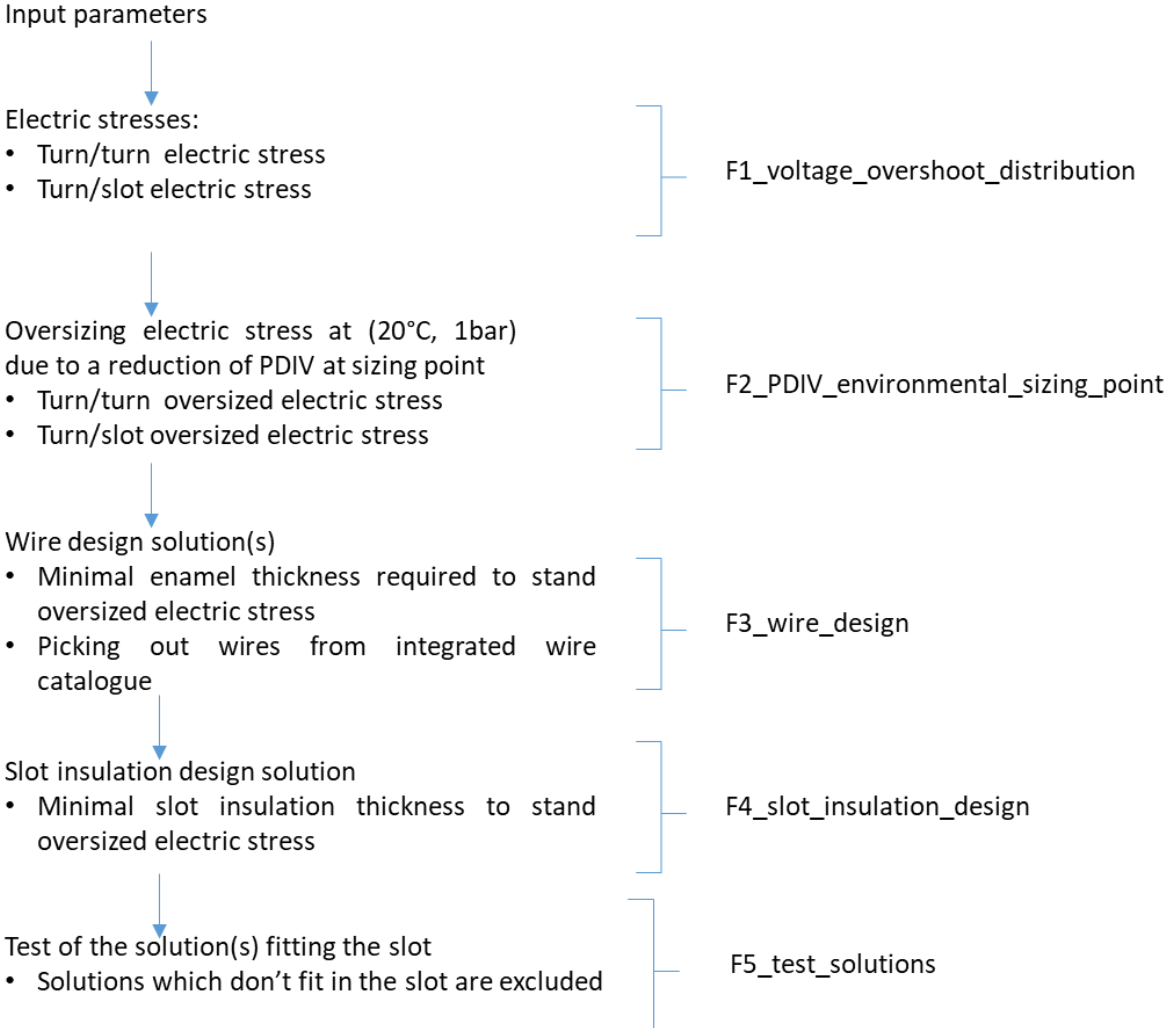 Input parameters
Electric stresses:
• Turn/turn electric stress
• Turn/slot electric stress
F1_voltage_overshoot_distribution
Oversizing electric stress at (20°C, 1bar)
due to a reduction of PDIV at sizing point
• Turn/turn oversized electric stress
• Turn/slot oversized electric stress
F2_PDIV_environmental_sizing_point
Wire design solution(s)
• Minimal enamel thickness required to stand
oversized electric stress
• Picking out wires from integrated wire
catalogue
F3_wire_design
Slot insulation design solution
• Minimal slot insulation thickness to stand
oversized electric stress
F4_slot_insulation_design
Test of the solution(s) fitting the slot
• Solutions which don’t fit in the slot are excluded
F5_test_solutions